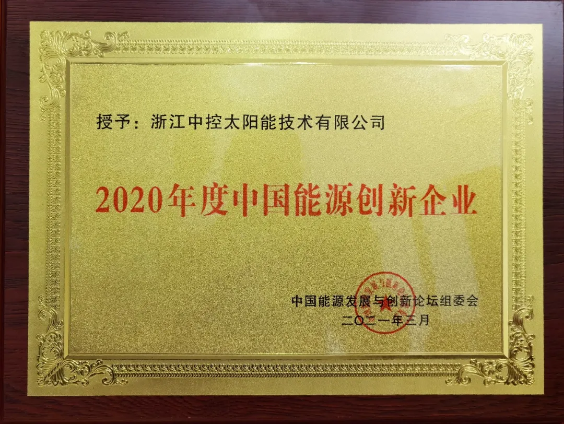 授予：浙江中控太阳能技术有限公司
2020年度中国能源创新企业
中国能源发展与创新论坛组委会
二〇二一年三月